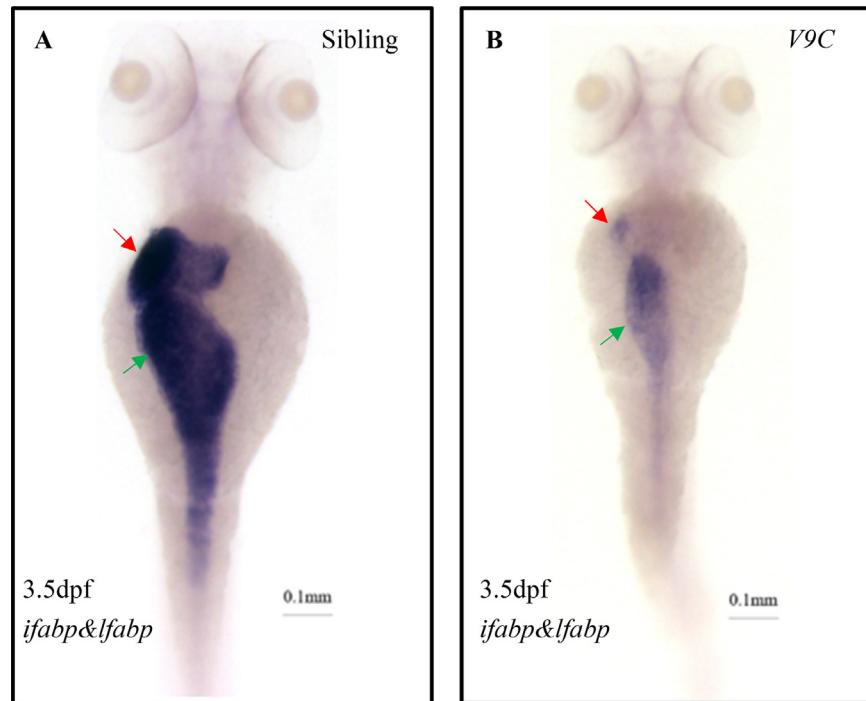 A
Sibling
3.5dpf
ifabp&lfabp
0.1mm
B
V9C
3.5dpf
ifabp&lfabp
0.1mm